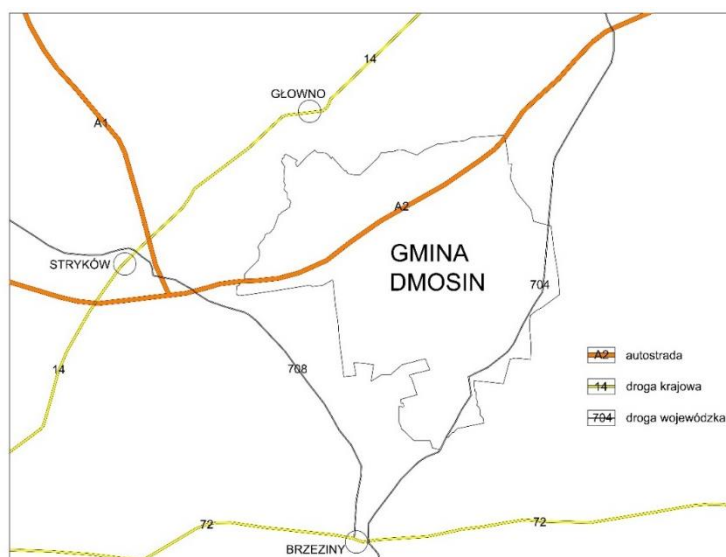 14
GŁOWNO
A1
A2
GMINA
DMOSIN
STRYKÓW
704
A2 autostrada
14
708
14 droga krajowa
704 droga wojewódzka
72
72
BRZEZINY